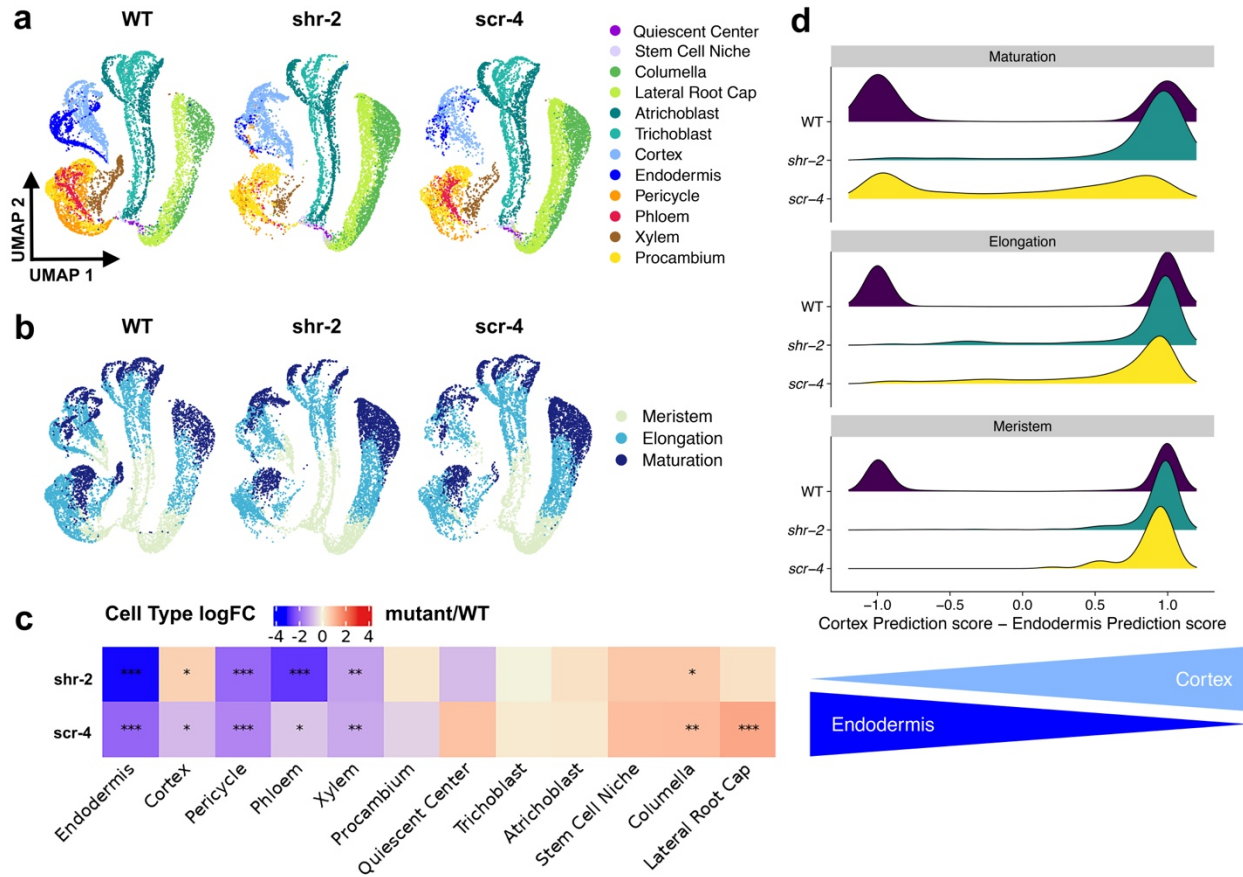 a
WT
shr-2
scr-4
Quiescent Center
Stem Cell Niche
Columella
Lateral Root Cap
Atrichoblast
Trichoblast
Cortex
Endodermis
Pericycle
Phloem
Xylem
Procambium
UMAP 2
UMAP 1
b
WT
shr-2
scr-4
Meristem
Elongation
Maturation
c
Cell Type logFC
mutant/WT
-4 -2 0 2 4
shr-2
*** * *** *** ** *
scr-4
*** * *** * ** ** ***
Endodermis
Cortex
Pericycle
Phloem
Xylem
Procambium
Quiescent Center
Trichoblast
Atrichoblast
Stem Cell Niche
Columella
Lateral Root Cap
d
Maturation
WT
shr−2
scr−4
Elongation
WT
shr−2
scr−4
Meristem
WT
shr−2
scr−4
−1.0 −0.5 0.0 0.5 1.0
Cortex Prediction score − Endodermis Prediction score
Cortex
Endodermis